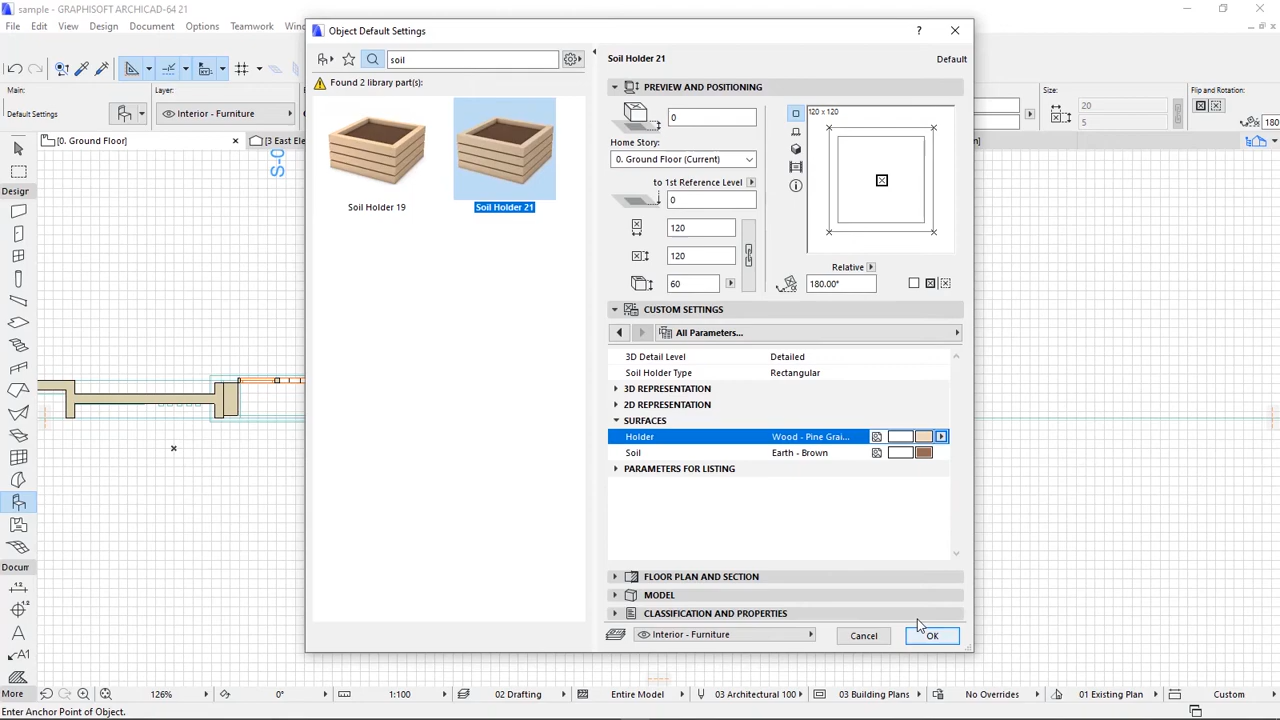 sample - GRAPHISOFT ARCHICAD-64 21
File Edit View Design Document Options Teamwork
Main:
Default Settings
Layer:
Interior - Furniture
[0. Ground Floor]
Design
Docum
More
Object Default Settings
soil
Found 2 library part(s):
Soil Holder 19
Soil Holder 21
Soil Holder 21
Default
PREVIEW AND POSITIONING
0
Home Story:
0. Ground Floor (Current)
to 1st Reference Level
0
120
120
60
120 x 120
Relative
180.00°
CUSTOM SETTINGS
All Parameters...
3D Detail Level Detailed
Soil Holder Type Rectangular
3D REPRESENTATION
2D REPRESENTATION
SURFACES
Holder Wood - Pine Grai...
Soil Earth - Brown
PARAMETERS FOR LISTING
FLOOR PLAN AND SECTION
MODEL
CLASSIFICATION AND PROPERTIES
Interior - Furniture
Cancel
OK
Size:
20
5
Flip and Rotation:
180
126%
0°
1:100
02 Drafting
Entire Model
03 Architectural 100
03 Building Plans
No Overrides
01 Existing Plan
Custom
Enter Anchor Point of Object.